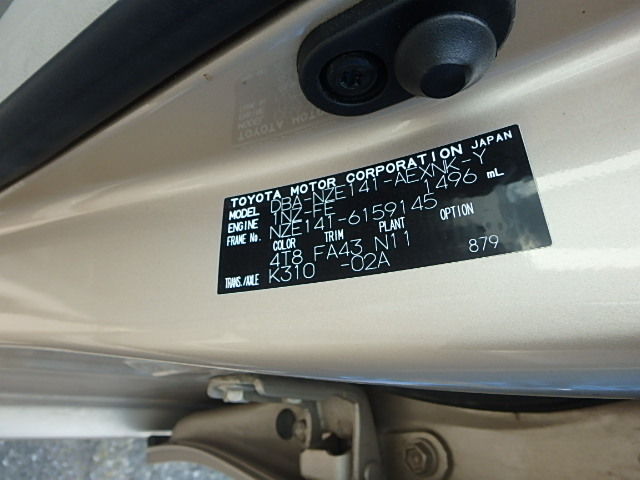 TOYOTA MOTOR CORPORATION JAPAN
MODEL DBA-NZE141-AEXNK-Y
ENGINE 1NZ-FE 1496 mL
FRAME No. NZE141-6159145
COLOR TRIM PLANT OPTION
4T8 FA43 N11 879
TRANS./AXLE K310 -02A